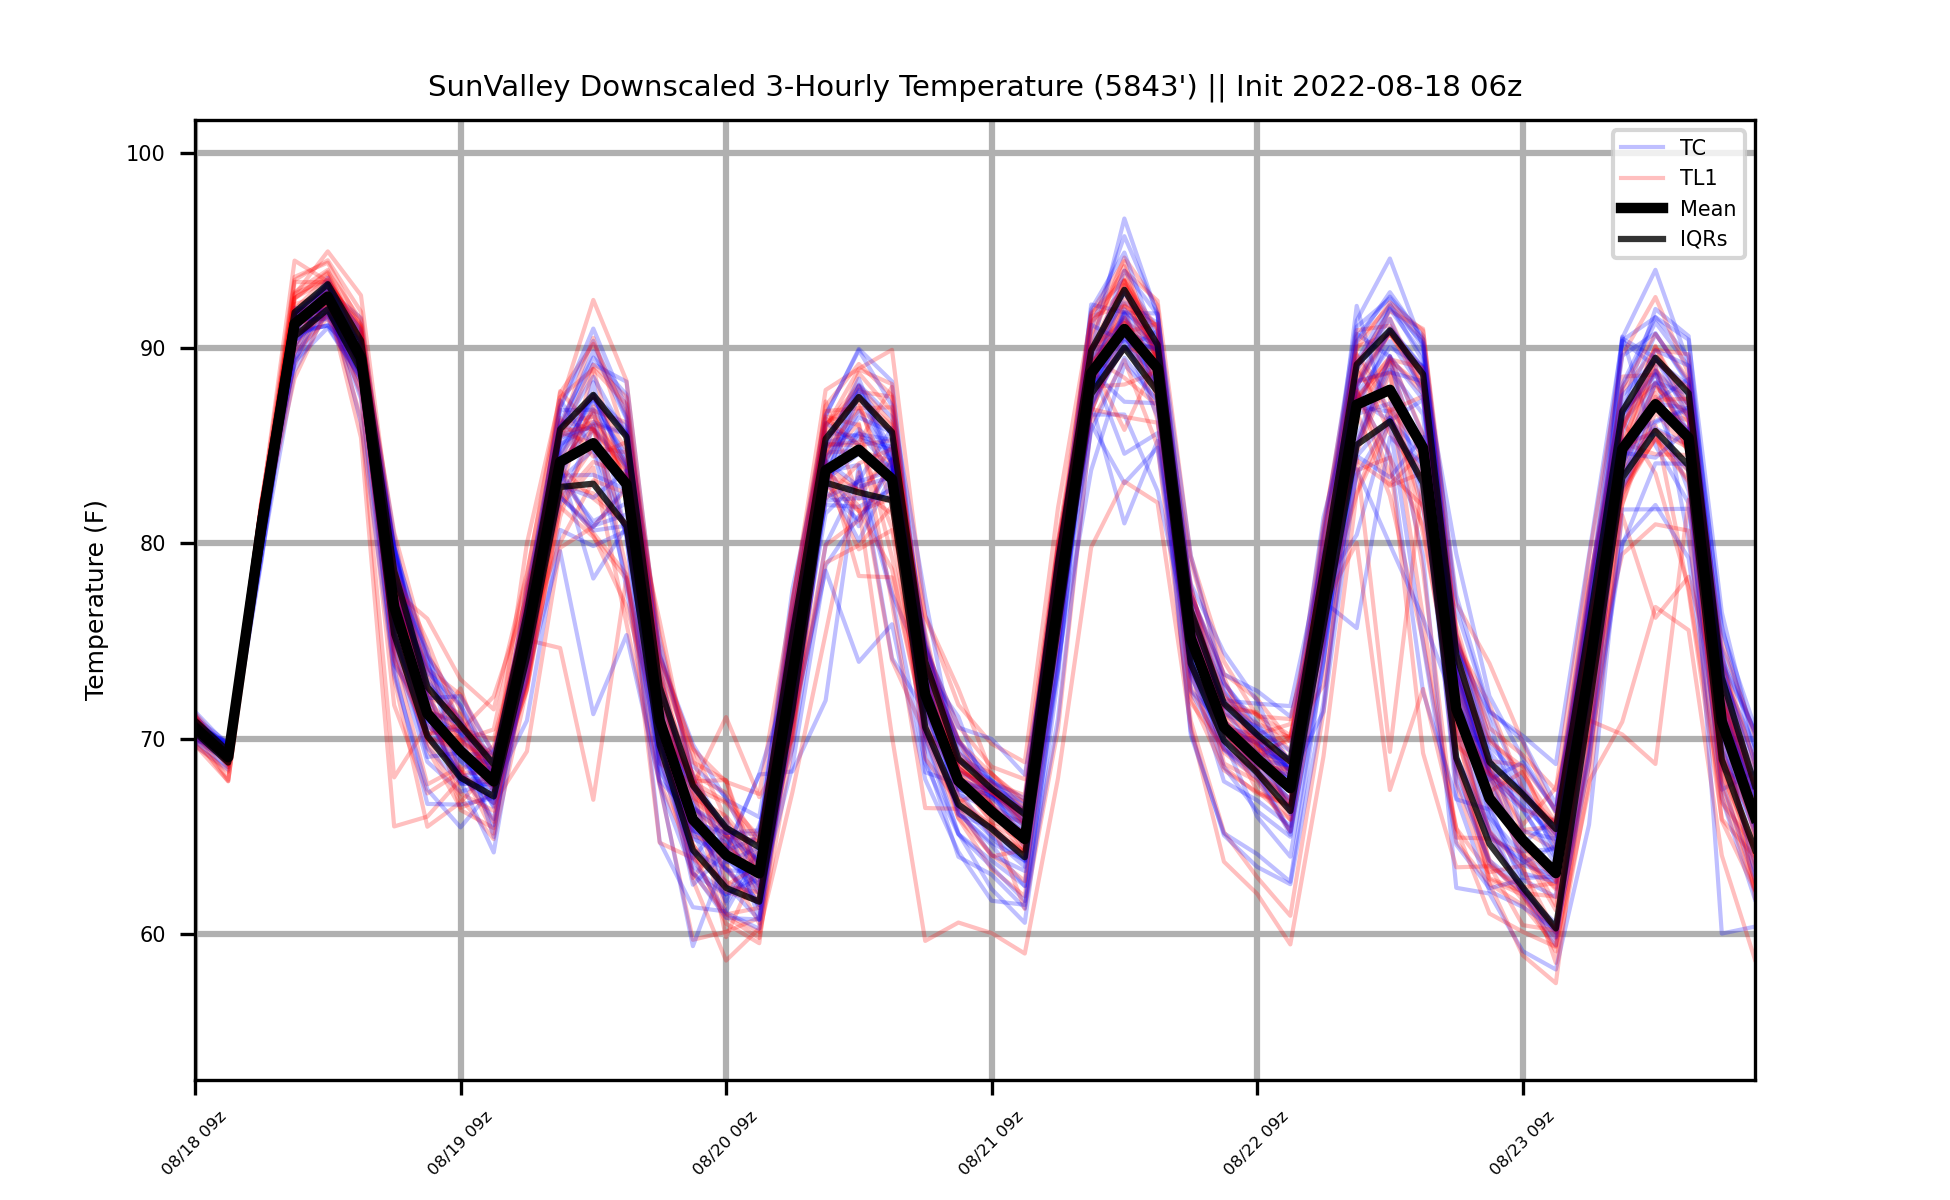 SunValley Downscaled 3-Hourly Temperature (5843') || Init 2022-08-18 06z
TC
TL1
Mean
IQRs
Temperature (F)
100
90
80
70
60
08/18 09z
08/19 09z
08/20 09z
08/21 09z
08/22 09z
08/23 09z